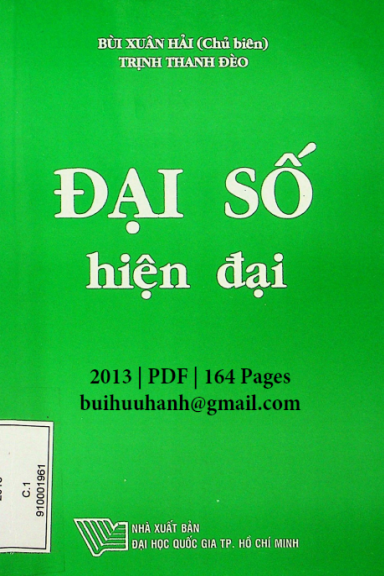 BÙI XUÂN HẢI (Chủ biên)
TRỊNH THANH ĐÈO
ĐẠI SỐ
hiện đại
2013 | PDF | 164 Pages
buihuuhanh@gmail.com
C.1
910001961
NHÀ XUẤT BẢN
ĐẠI HỌC QUỐC GIA TP. HỒ CHÍ MINH